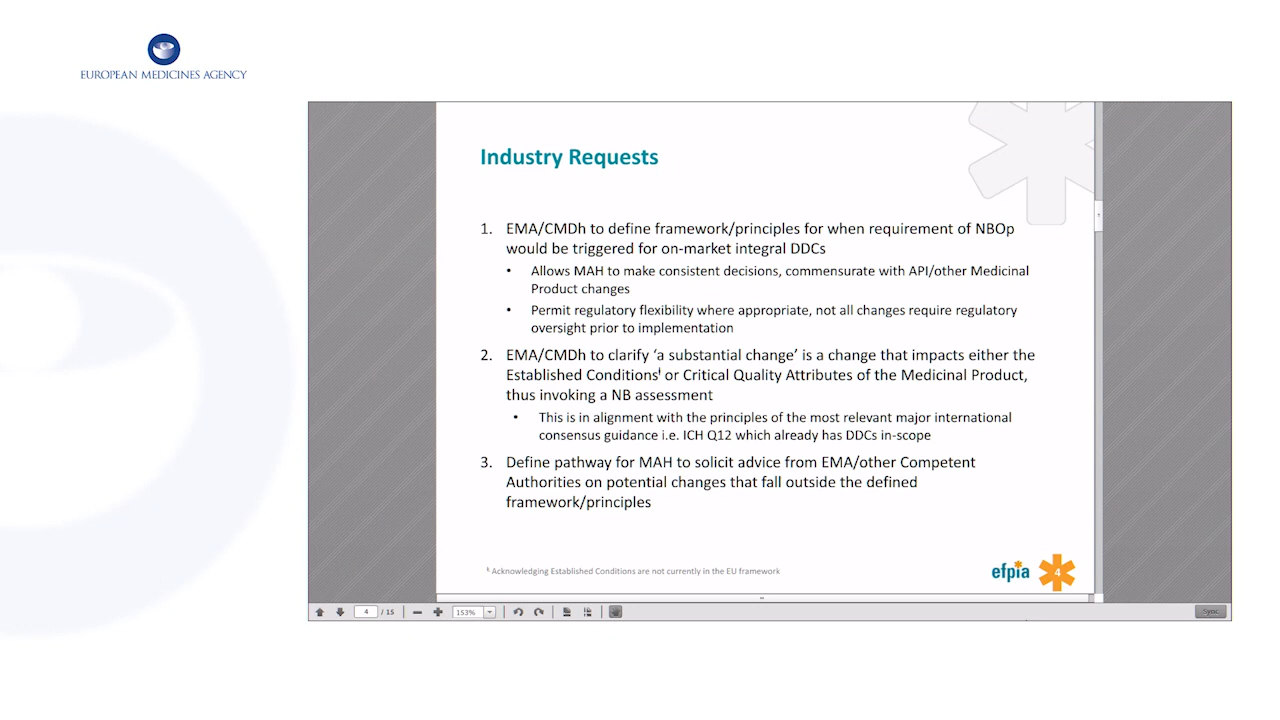 EUROPEAN MEDICINES AGENCY
Industry Requests
1. EMA/CMDh to define framework/principles for when requirement of NBOp
would be triggered for on-market integral DDCs
• Allows MAH to make consistent decisions, commensurate with API/other Medicinal
Product changes
• Permit regulatory flexibility where appropriate, not all changes require regulatory
oversight prior to implementation
2. EMA/CMDh to clarify ‘a substantial change’ is a change that impacts either the
Established Conditionsƚ or Critical Quality Attributes of the Medicinal Product,
thus invoking a NB assessment
• This is in alignment with the principles of the most relevant major international
consensus guidance i.e. ICH Q12 which already has DDCs in-scope
3. Define pathway for MAH to solicit advice from EMA/other Competent
Authorities on potential changes that fall outside the defined
framework/principles
ƚ Acknowledging Established Conditions are not currently in the EU framework
efpia 4
4 / 15 153% Sync